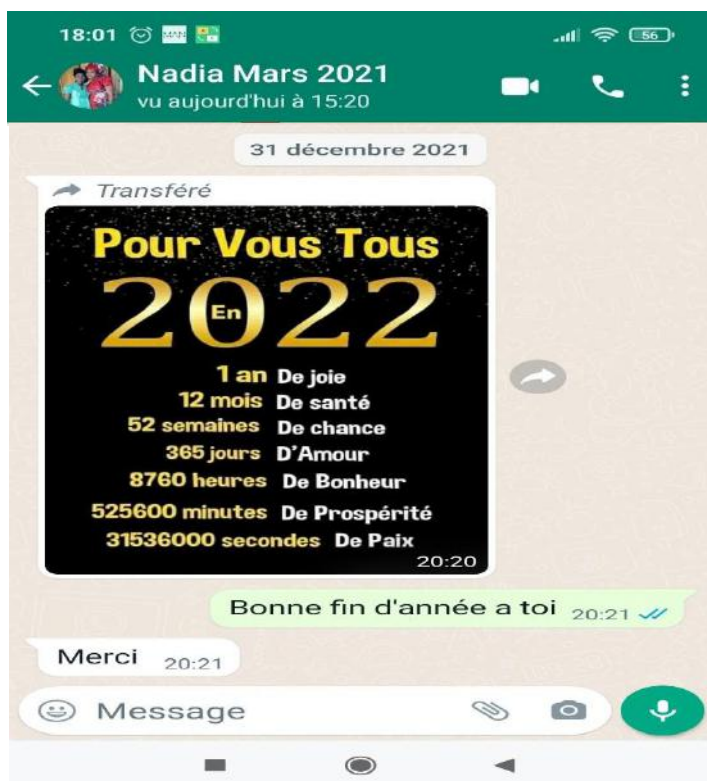 18:01 56
Nadia Mars 2021
vu aujourd'hui à 15:20
31 décembre 2021
Transféré
Pour Vous Tous
En
2022
1 an De joie
12 mois De santé
52 semaines De chance
365 jours D'Amour
8760 heures De Bonheur
525600 minutes De Prospérité
31536000 secondes De Paix
20:20
Bonne fin d'année a toi 20:21
Merci 20:21
Message